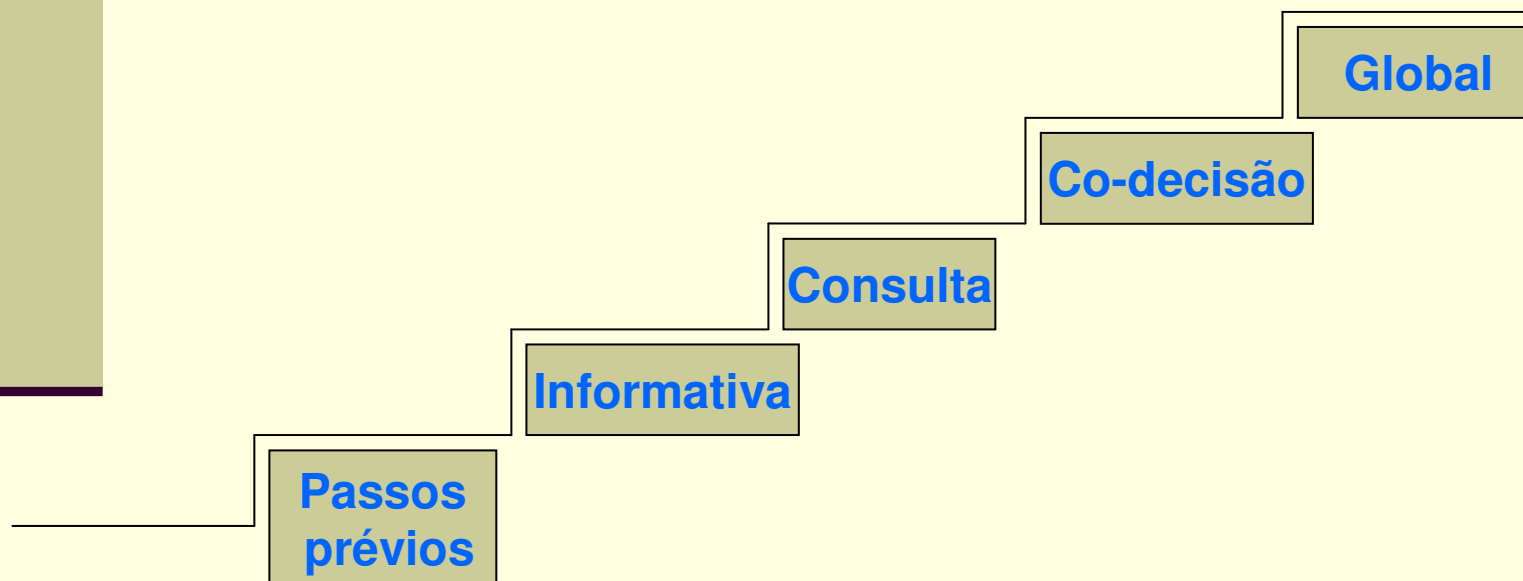 Global
Co-decisão
Consulta
Informativa
Passos
prévios